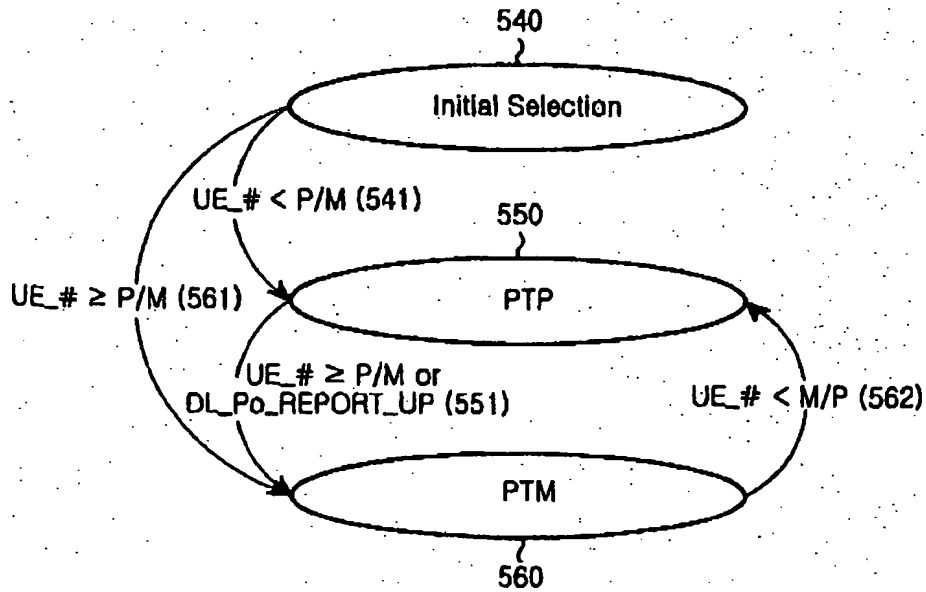 540
Initial Selection
UE_# < P/M (541)
550
UE_# ≥ P/M (561)
PTP
UE_# ≥ P/M or
DL_Po_REPORT_UP (551)
UE_# < M/P (562)
PTM
560